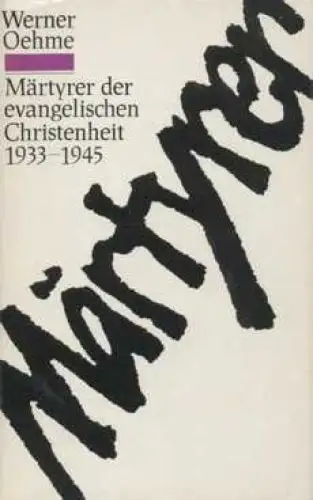 Werner
Oehme
Märtyrer der
evangelischen
Christenheit
1933–1945
Märtyrer